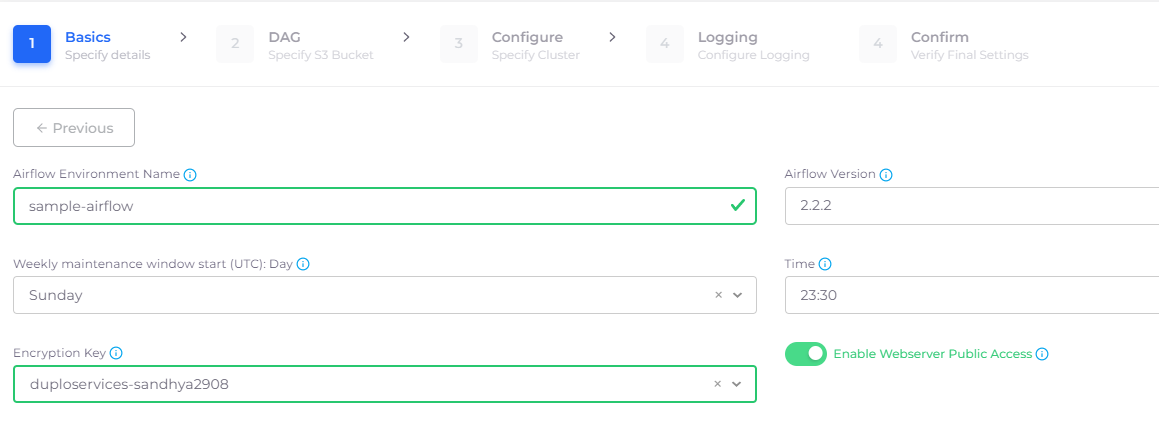 1 Basics 2 DAG 3 Configure 4 Logging 4 Confirm
Specify details Specify S3 Bucket Specify Cluster Configure Logging Verify Final Settings
← Previous
Airflow Environment Name Airflow Version
sample-airflow 2.2.2
Weekly maintenance window start (UTC): Day Time
Sunday 23:30
Encryption Key Enable Webserver Public Access
duploservices-sandhya2908